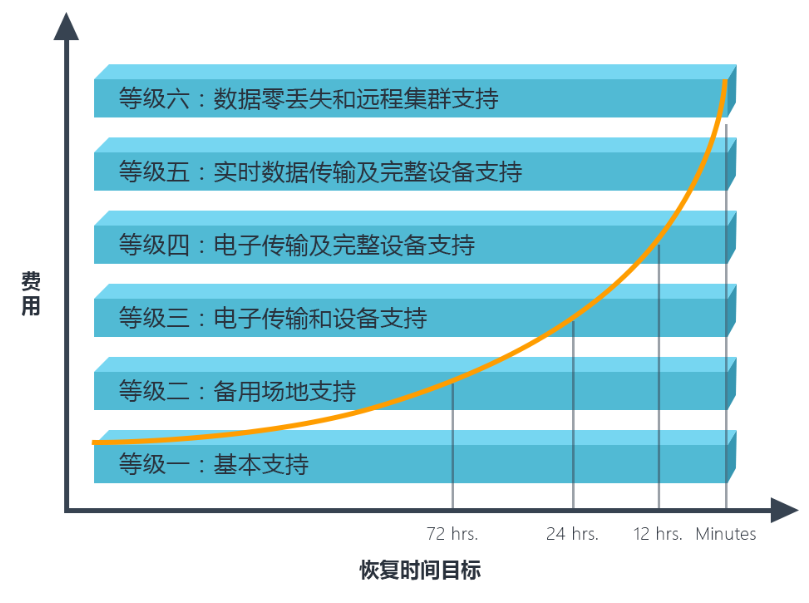 等级六：数据零丢失和远程集群支持
等级五：实时数据传输及完整设备支持
等级四：电子传输及完整设备支持
费用
等级三：电子传输和设备支持
等级二：备用场地支持
等级一：基本支持
72 hrs. 24 hrs. 12 hrs. Minutes
恢复时间目标